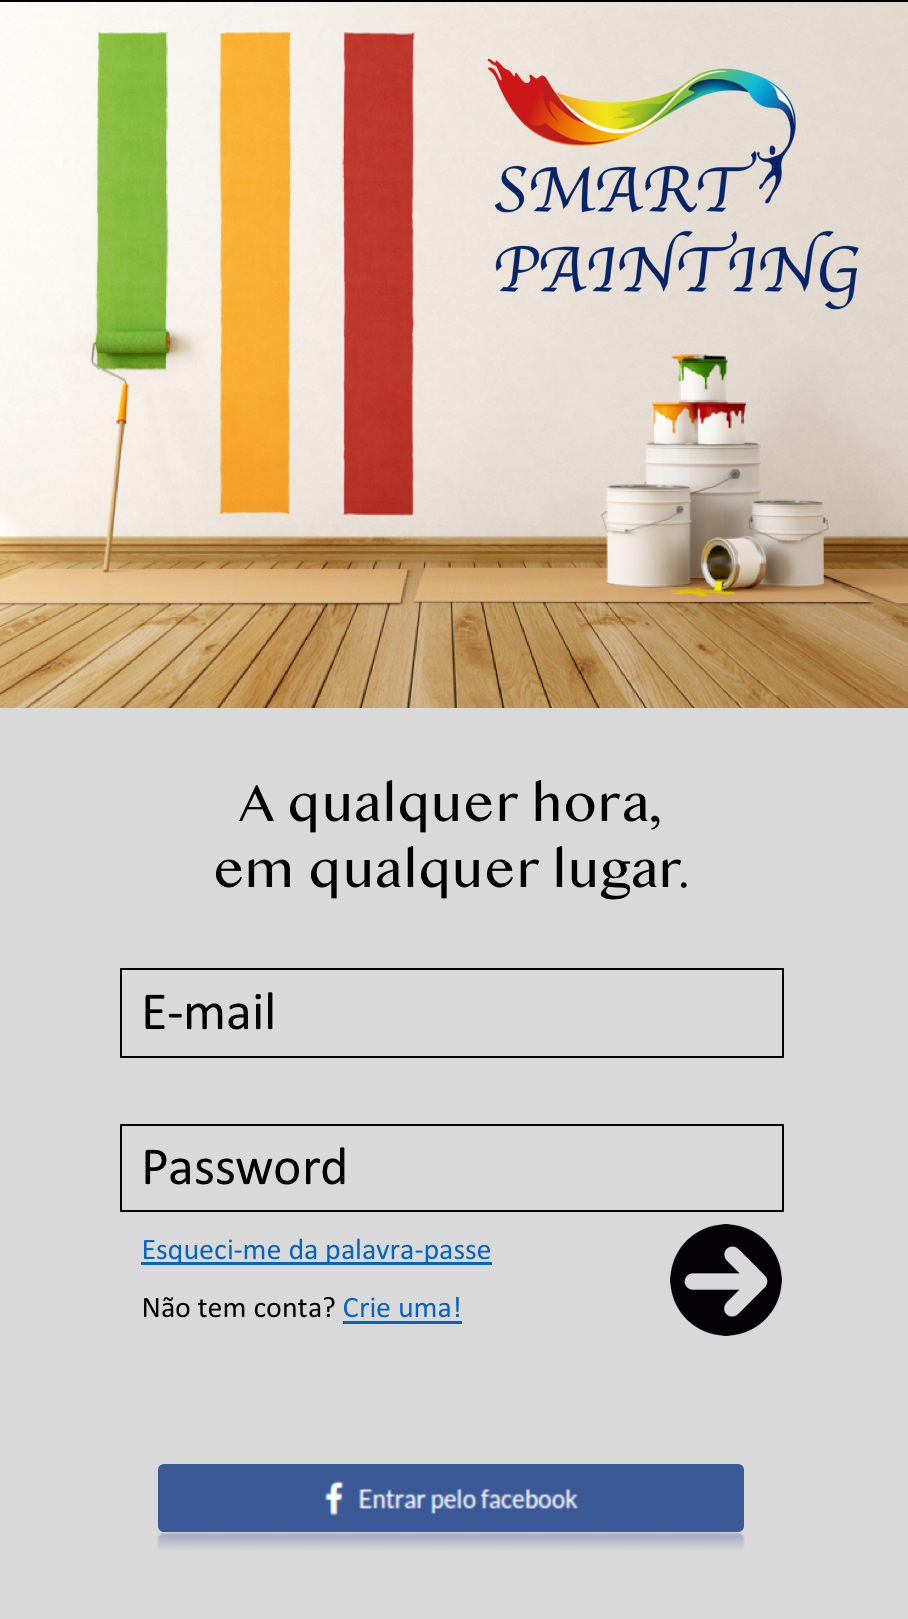 SMART
PAINTING
A qualquer hora,
em qualquer lugar.
E-mail
Password
Esqueci-me da palavra-passe
Não tem conta? Crie uma!
f Entrar pelo facebook